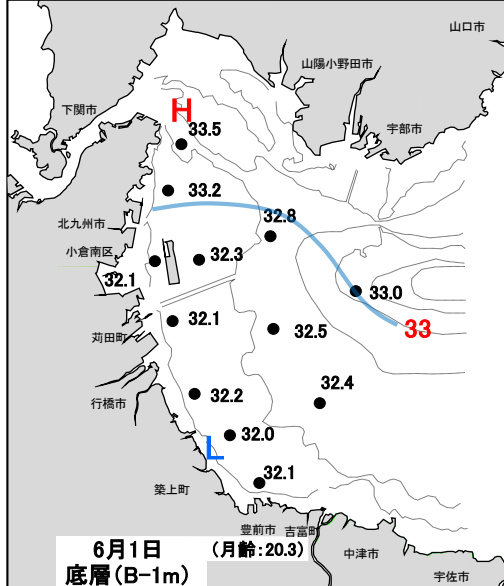 山口市
山陽小野田市
下関市
宇部市
H
33.5
33.2
北九州市
32.8
小倉南区
32.3
32.1
33.0
33
苅田町
32.1
32.5
行橋市
32.2
32.4
32.0
L
32.1
築上町
豊前市
吉富町
中津市
宇佐市
6月1日 (月齢:20.3)
底層(B-1m)